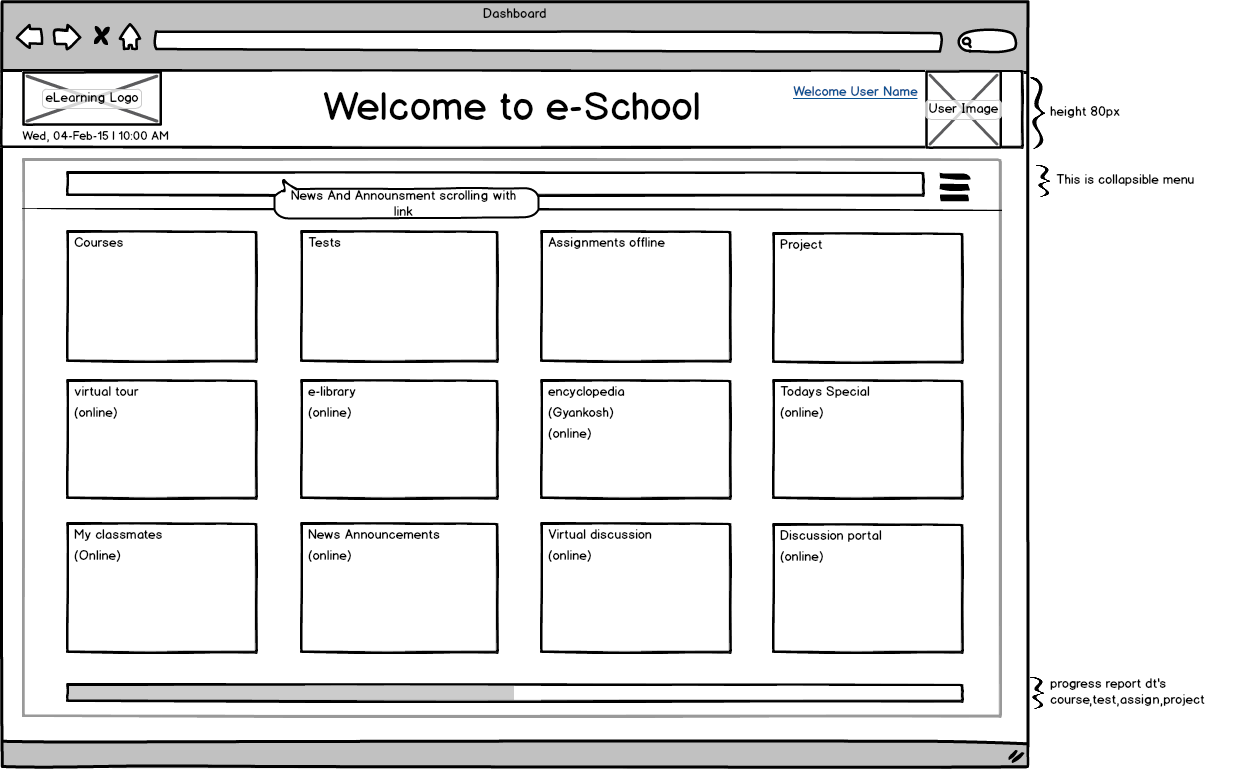 Dashboard
eLearning Logo
Welcome to e-School
Welcome User Name
User Image
height 80px
Wed, 04-Feb-15 | 10:00 AM
This is collapsible menu
News And Announsment scrolling with
link
Courses
Tests
Assignments offline
Project
virtual tour
(online)
e-library
(online)
encyclopedia
(Gyankosh)
(online)
Todays Special
(online)
My classmates
(Online)
News Announcements
(online)
Virtual discussion
(online)
Discussion portal
(online)
progress report dt's
course,test,assign,project